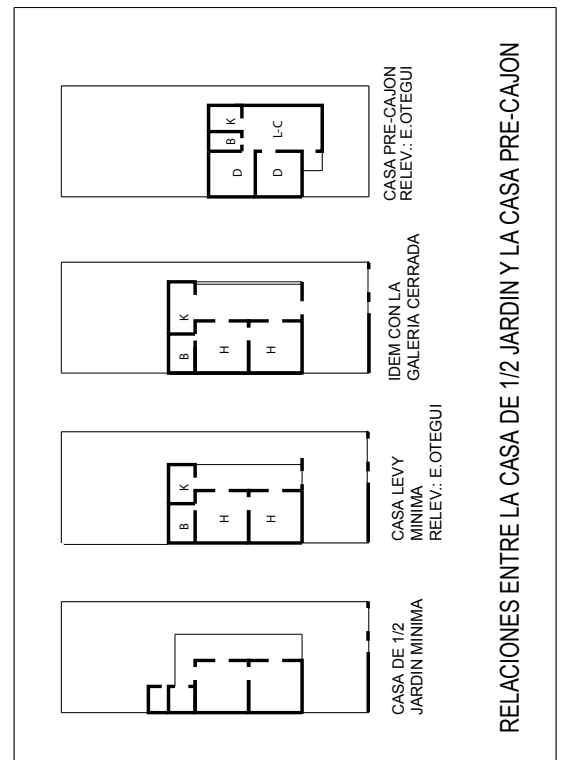 CASA DE 1/2
JARDIN MINIMA
B K
H
H
CASA LEVY
MINIMA
RELEV.: E.OTEGUI
B K
H
H
IDEM CON LA
GALERIA CERRADA
B K
D
L-C
D
CASA PRE-CAJON
RELEV.: E.OTEGUI
RELACIONES ENTRE LA CASA DE 1/2 JARDIN Y LA CASA PRE-CAJON